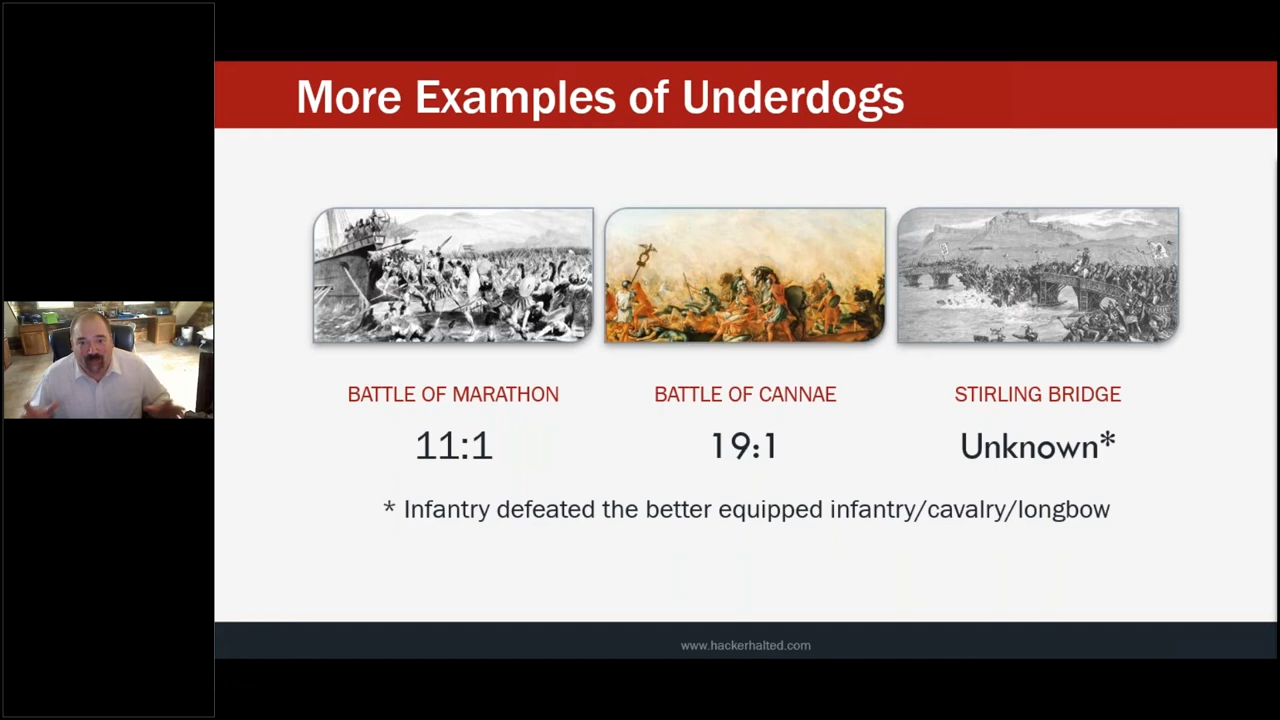 More Examples of Underdogs
BATTLE OF MARATHON
BATTLE OF CANNAE
STIRLING BRIDGE
11:1
19:1
Unknown*
* Infantry defeated the better equipped infantry/cavalry/longbow
www.hackerhalted.com